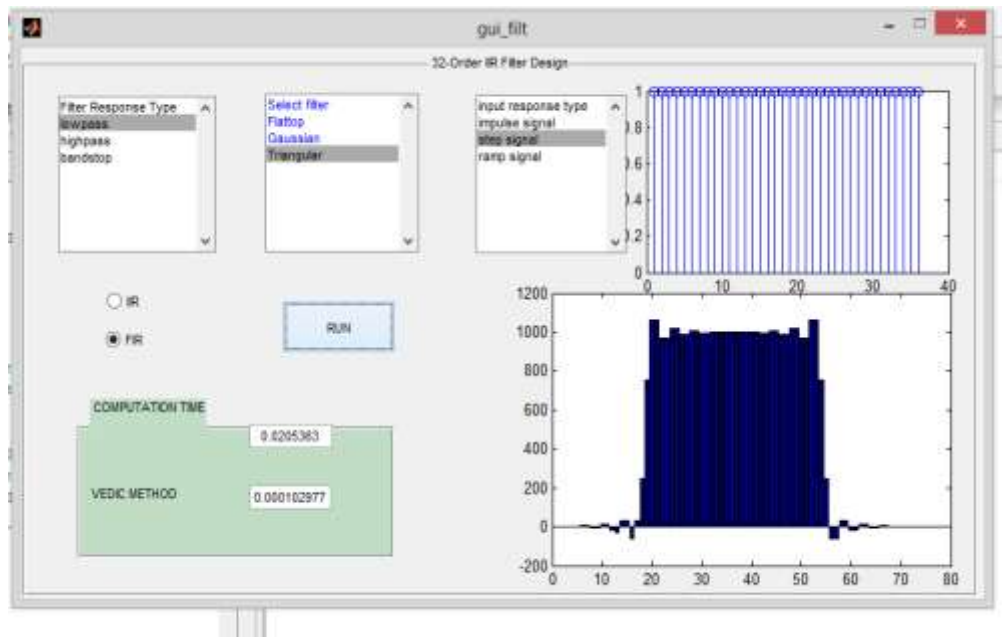 gui_filt
32-Order IIR Filter Design
Filter Response Type
lowpass
highpass
bandstop
Select filter
Flattop
Gaussian
Triangular
input response type
impulse signal
step signal
ramp signal
1
0.8
0.6
0.4
0.2
0
0 10 20 30 40
IIR
FIR
RUN
COMPUTATION TIME
0.0205363
VEDIC METHOD
0.000102977
1200
1000
800
600
400
200
0
-200
0 10 20 30 40 50 60 70 80